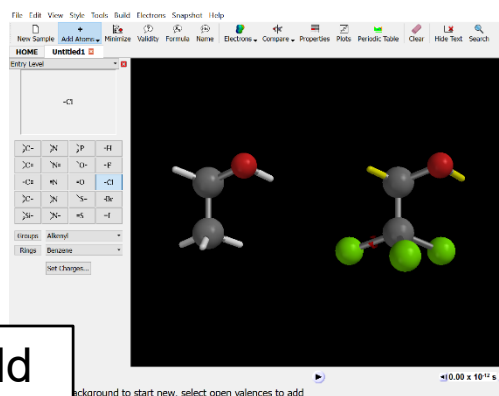 File Edit View Style Tools Build Electrons Snapshot Help
New Sample Add Atoms Minimize Validity Formula Name Electrons Compare Properties Plots Periodic Table Clear Hide Text Search
HOME Untitled1
Entry Level
-Cl
-H
-F
-Cl
-Br
-I
Groups Alkenyl
Rings Benzene
Set Charges...
0.00 x 10⁻¹² s
ackground to start new, select open valences to add
ld